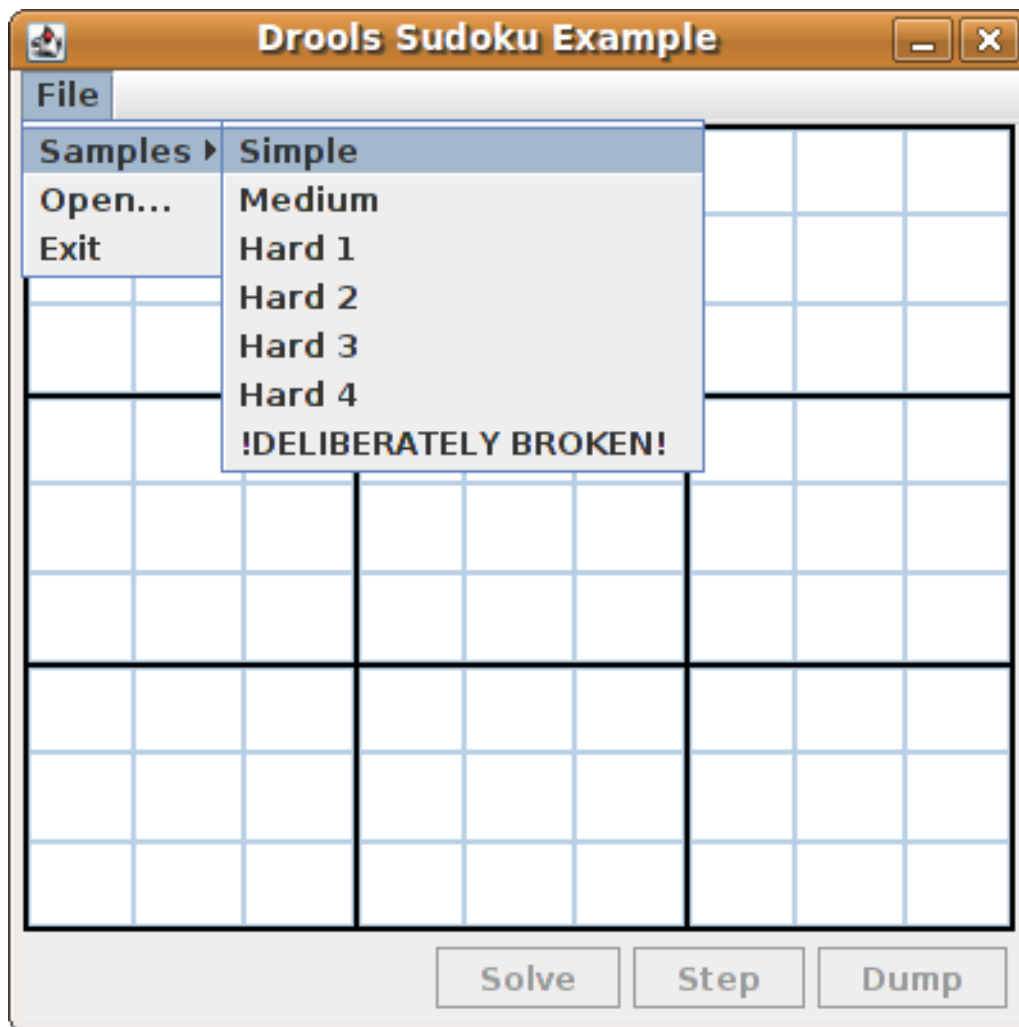 Drools Sudoku Example
File
Samples
Open...
Exit
Simple
Medium
Hard 1
Hard 2
Hard 3
Hard 4
!DELIBERATELY BROKEN!
Solve
Step
Dump